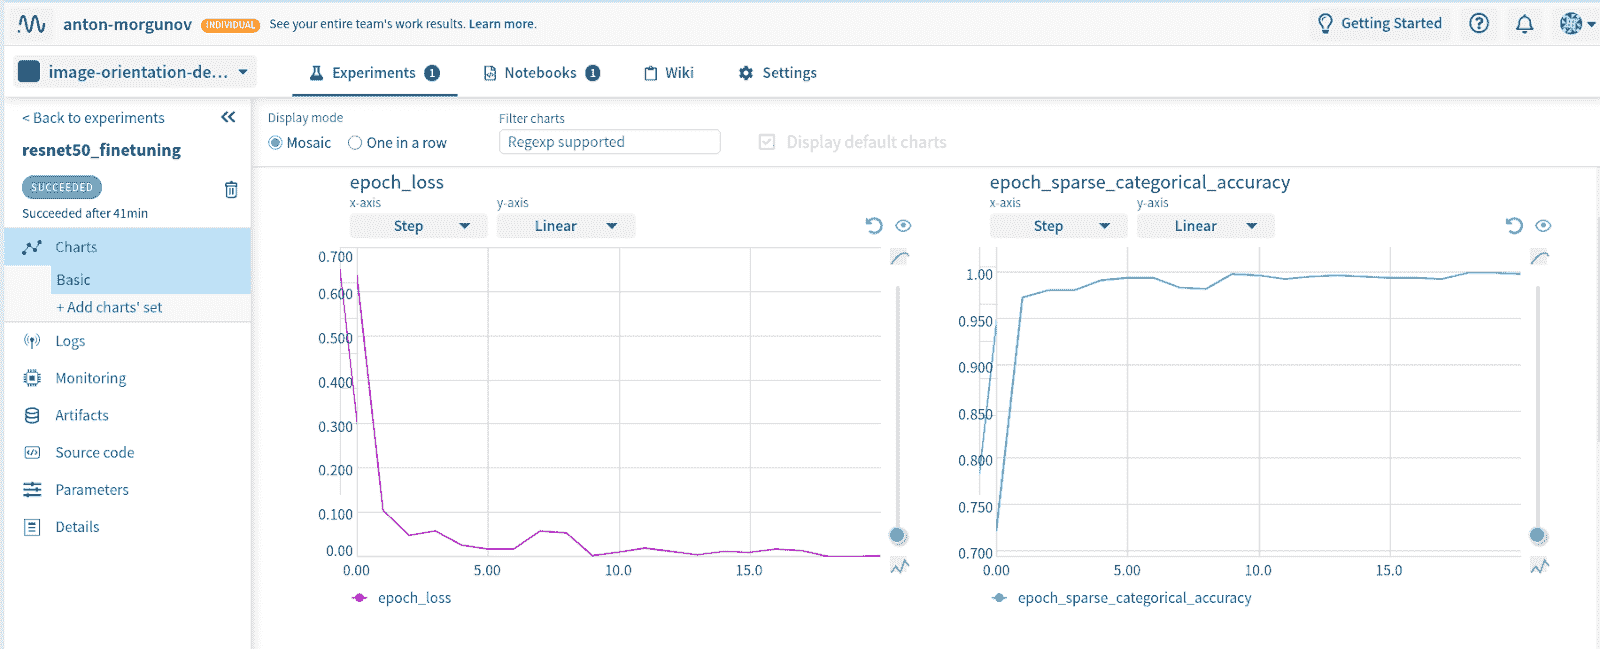 anton-morgunov INDIVIDUAL See your entire team's work results. Learn more.
Getting Started
image-orientation-de...
Experiments 1
Notebooks 1
Wiki
Settings
< Back to experiments
resnet50_finetuning
SUCCEEDED
Succeeded after 41min
Charts
Basic
+ Add charts' set
Logs
Monitoring
Artifacts
Source code
Parameters
Details
Display mode
Mosaic
One in a row
Filter charts
Regexp supported
Display default charts
epoch_loss
x-axis
y-axis
Step
Linear
0.700
0.600
0.500
0.400
0.300
0.200
0.100
0.00
0.00 5.00 10.0 15.0
epoch_loss
epoch_sparse_categorical_accuracy
x-axis
y-axis
Step
Linear
1.00
0.950
0.900
0.850
0.800
0.750
0.700
0.00 5.00 10.0 15.0
epoch_sparse_categorical_accuracy